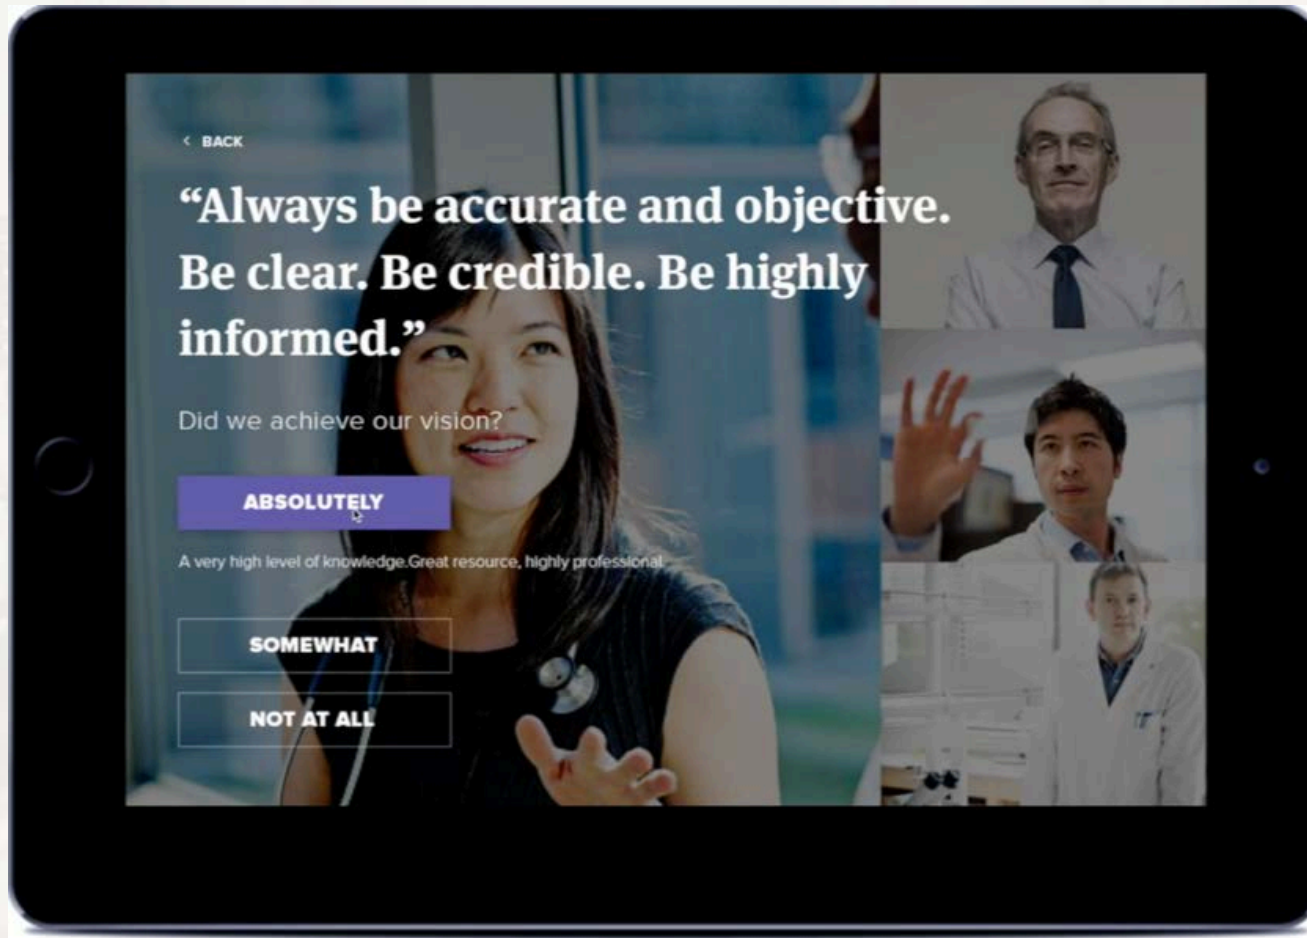 < BACK
“Always be accurate and objective.
Be clear. Be credible. Be highly
informed.”
Did we achieve our vision?
ABSOLUTELY
A very high level of knowledge.Great resource, highly professional.
SOMEWHAT
NOT AT ALL